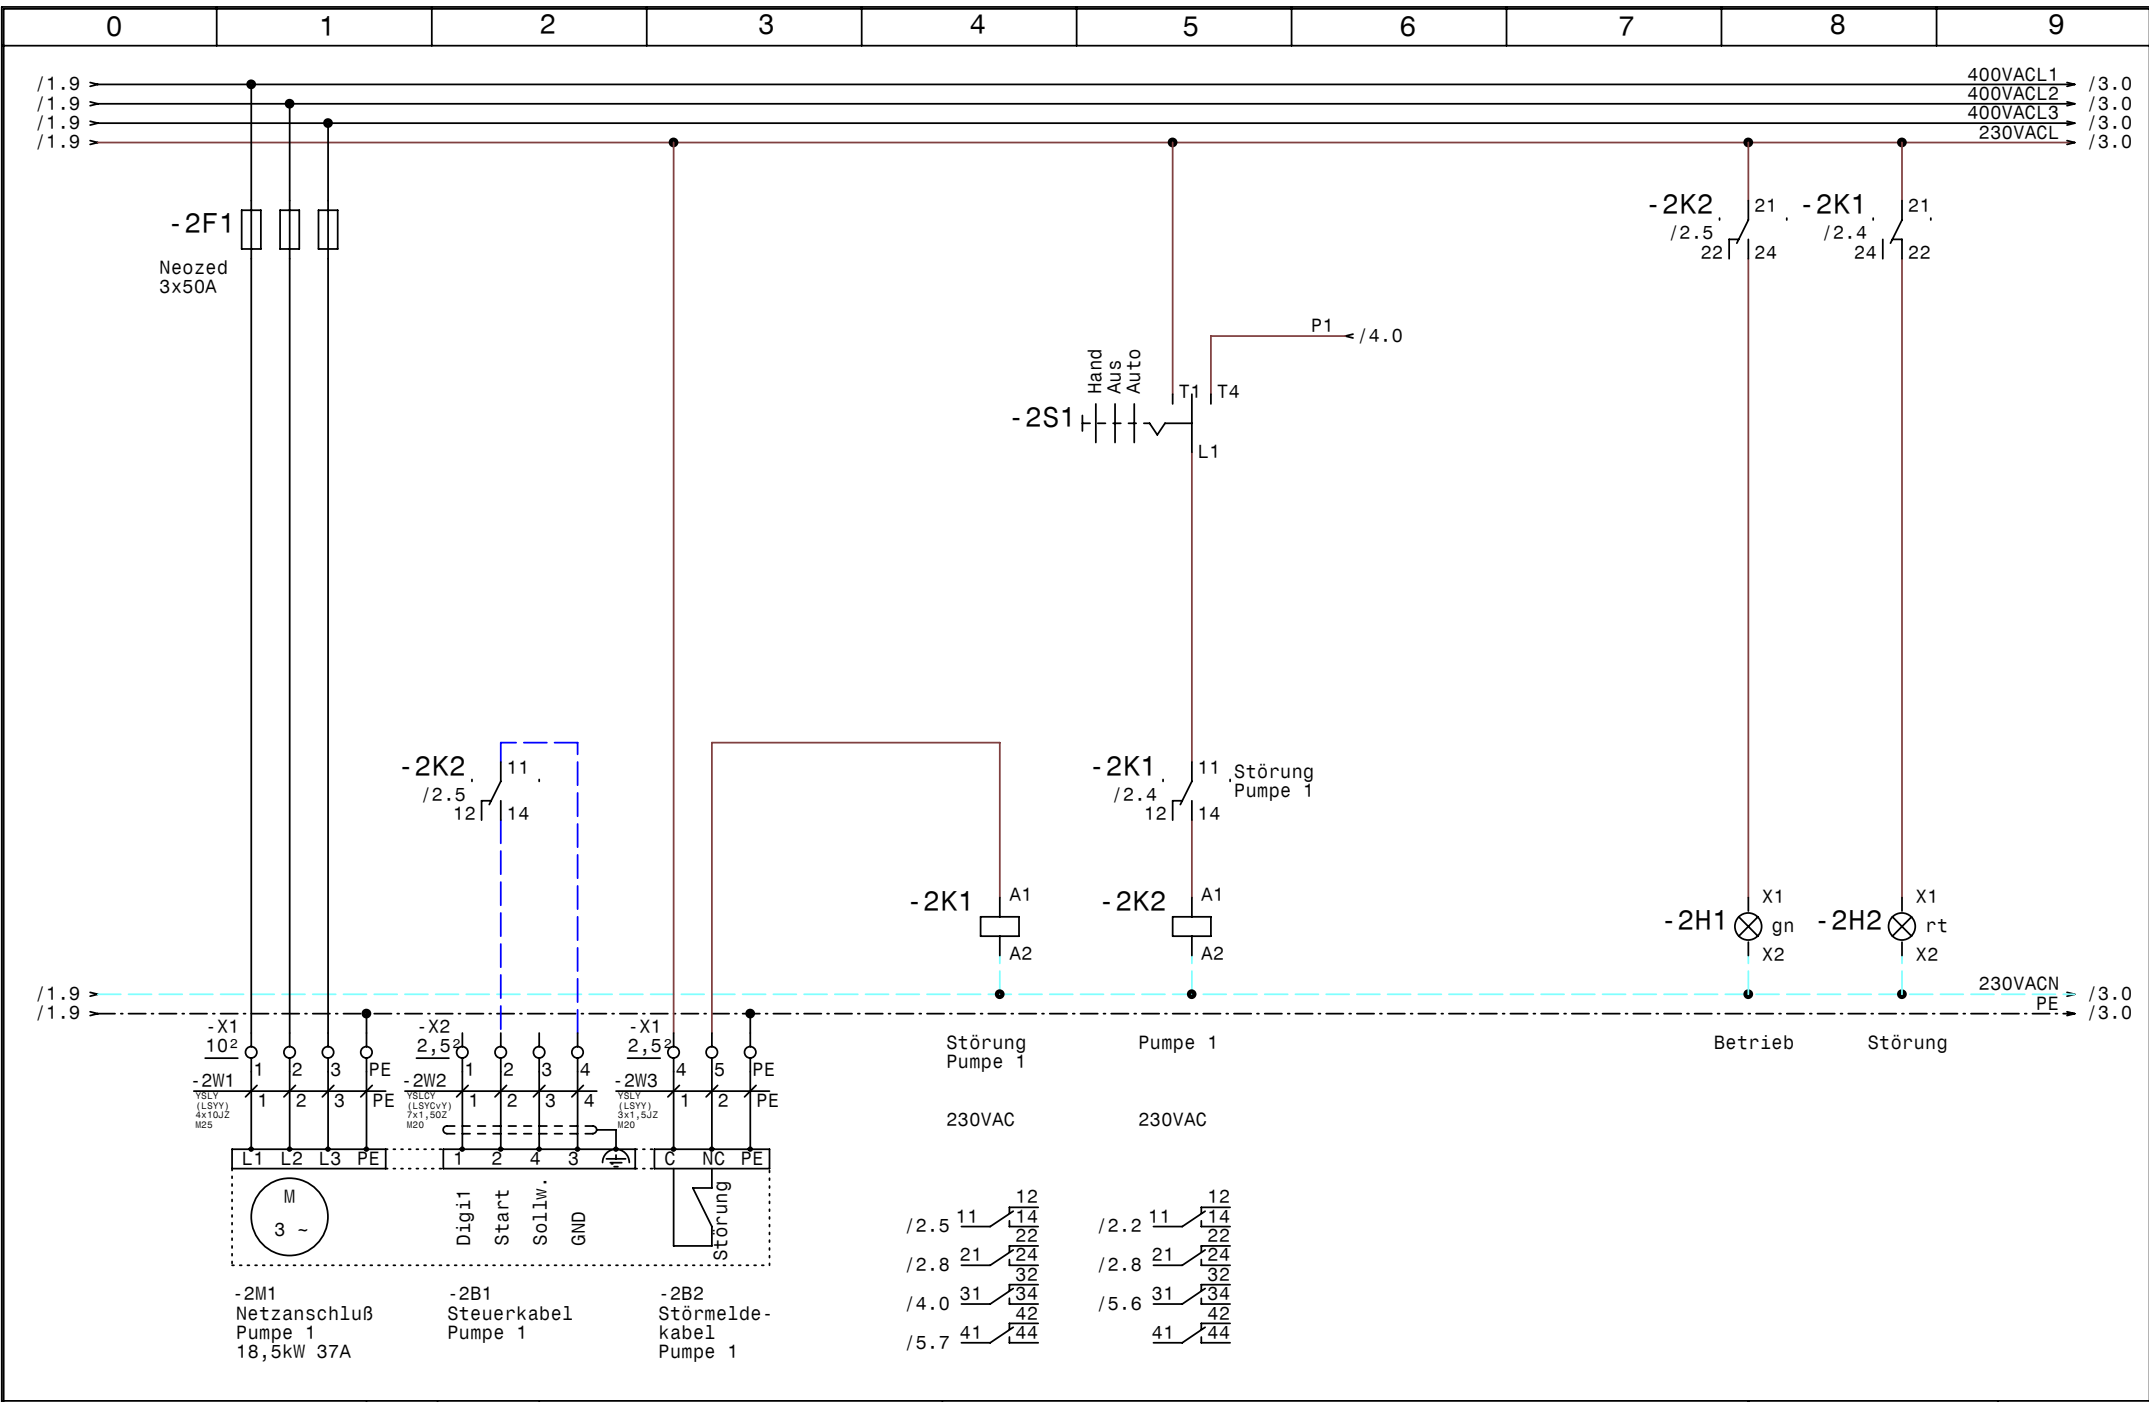 0 1 2 3 4 5 6 7 8 9
/1.9 400VACL1 /3.0
/1.9 400VACL2 /3.0
/1.9 400VACL3 /3.0
/1.9 230VACL /3.0
-2F1
Neozed
3x50A
-2K2 21
/2.5
22 24
-2K1 21
/2.4
24 22
P1 /4.0
Hand
Aus
Auto
T1 T4
-2S1
L1
-2K2 11
/2.5
12 14
-2K1 11 Störung
/2.4 Pumpe 1
12 14
-2K1 A1
A2
-2K2 A1
A2
-2H1 X1
gn
X2
-2H2 X1
rt
X2
/1.9 230VACN /3.0
/1.9 PE /3.0
-X1
10²
1 2 3 PE
-2W1
YSLY
(LSYY)
4x10JZ
M25
1 2 3 PE
L1 L2 L3 PE
M
3 ~
-2M1
Netzanschluß
Pumpe 1
18,5kW 37A
-X2
2,5²
1 2 3 4
-2W2
YSLCY
(LSYCvY)
7x1,5OZ
M20
1 2 3 4
1 2 4 3
Digi1
Start
Sollw.
GND
-2B1
Steuerkabel
Pumpe 1
-X1
2,5²
4 5 PE
-2W3
YSLY
(LSYY)
3x1,5JZ
M20
1 2 PE
C NC PE
Störung
-2B2
Störmelde-
kabel
Pumpe 1
Störung
Pumpe 1
230VAC
12
/2.5 11 14
22
/2.8 21 24
32
/4.0 31 34
42
/5.7 41 44
Pumpe 1
230VAC
12
/2.2 11 14
22
/2.8 21 24
32
/5.6 31 34
42
41 44
Betrieb
Störung